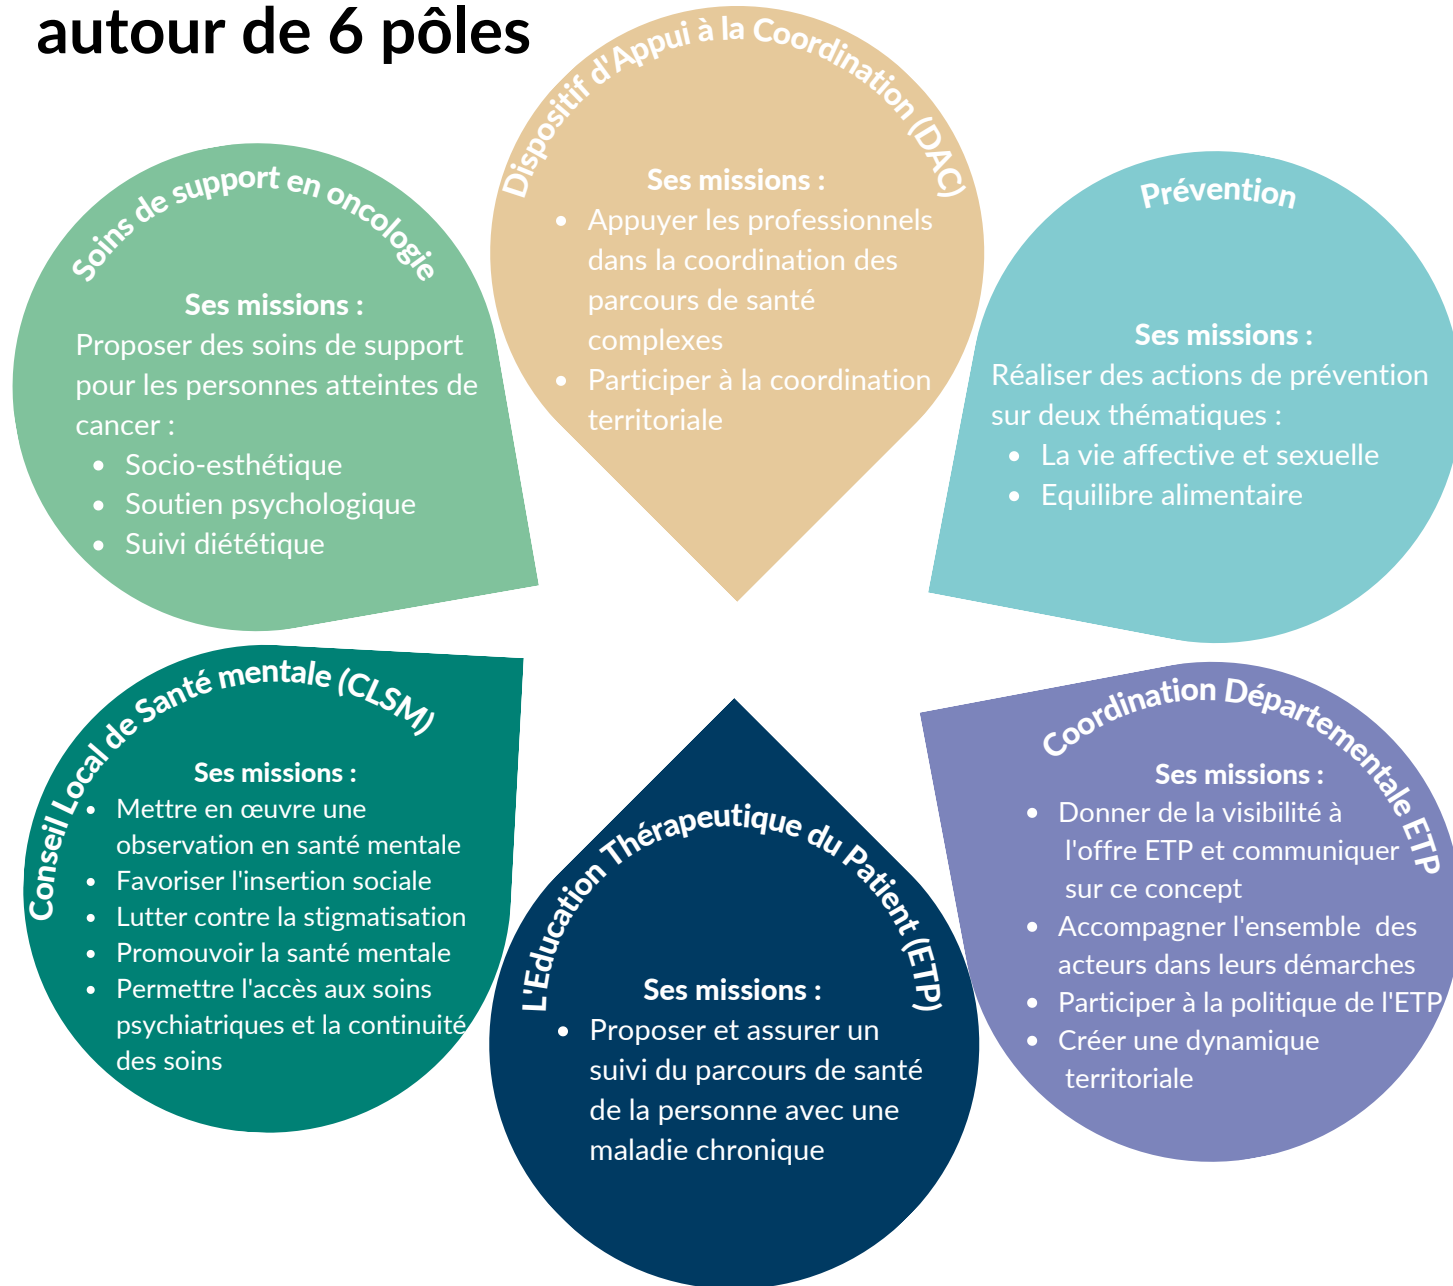 autour de 6 pôles
Dispositif d'Appui à la Coordination (DAC)
Ses missions :
• Appuyer les professionnels
dans la coordination des
parcours de santé
complexes
• Participer à la coordination
territoriale
Soins de support en oncologie
Ses missions :
Proposer des soins de support
pour les personnes atteintes de
cancer :
• Socio-esthétique
• Soutien psychologique
• Suivi diététique
Prévention
Ses missions :
Réaliser des actions de prévention
sur deux thématiques :
• La vie affective et sexuelle
• Equilibre alimentaire
Conseil Local de Santé mentale (CLSM)
Ses missions :
• Mettre en œuvre une
observation en santé mentale
• Favoriser l'insertion sociale
• Lutter contre la stigmatisation
• Promouvoir la santé mentale
• Permettre l'accès aux soins
psychiatriques et la continuité
des soins
L'Education Thérapeutique du Patient (ETP)
Ses missions :
• Proposer et assurer un
suivi du parcours de santé
de la personne avec une
maladie chronique
Coordination Départementale ETP
Ses missions :
• Donner de la visibilité à
l'offre ETP et communiquer
sur ce concept
• Accompagner l'ensemble des
acteurs dans leurs démarches
• Participer à la politique de l'ETP
• Créer une dynamique
territoriale